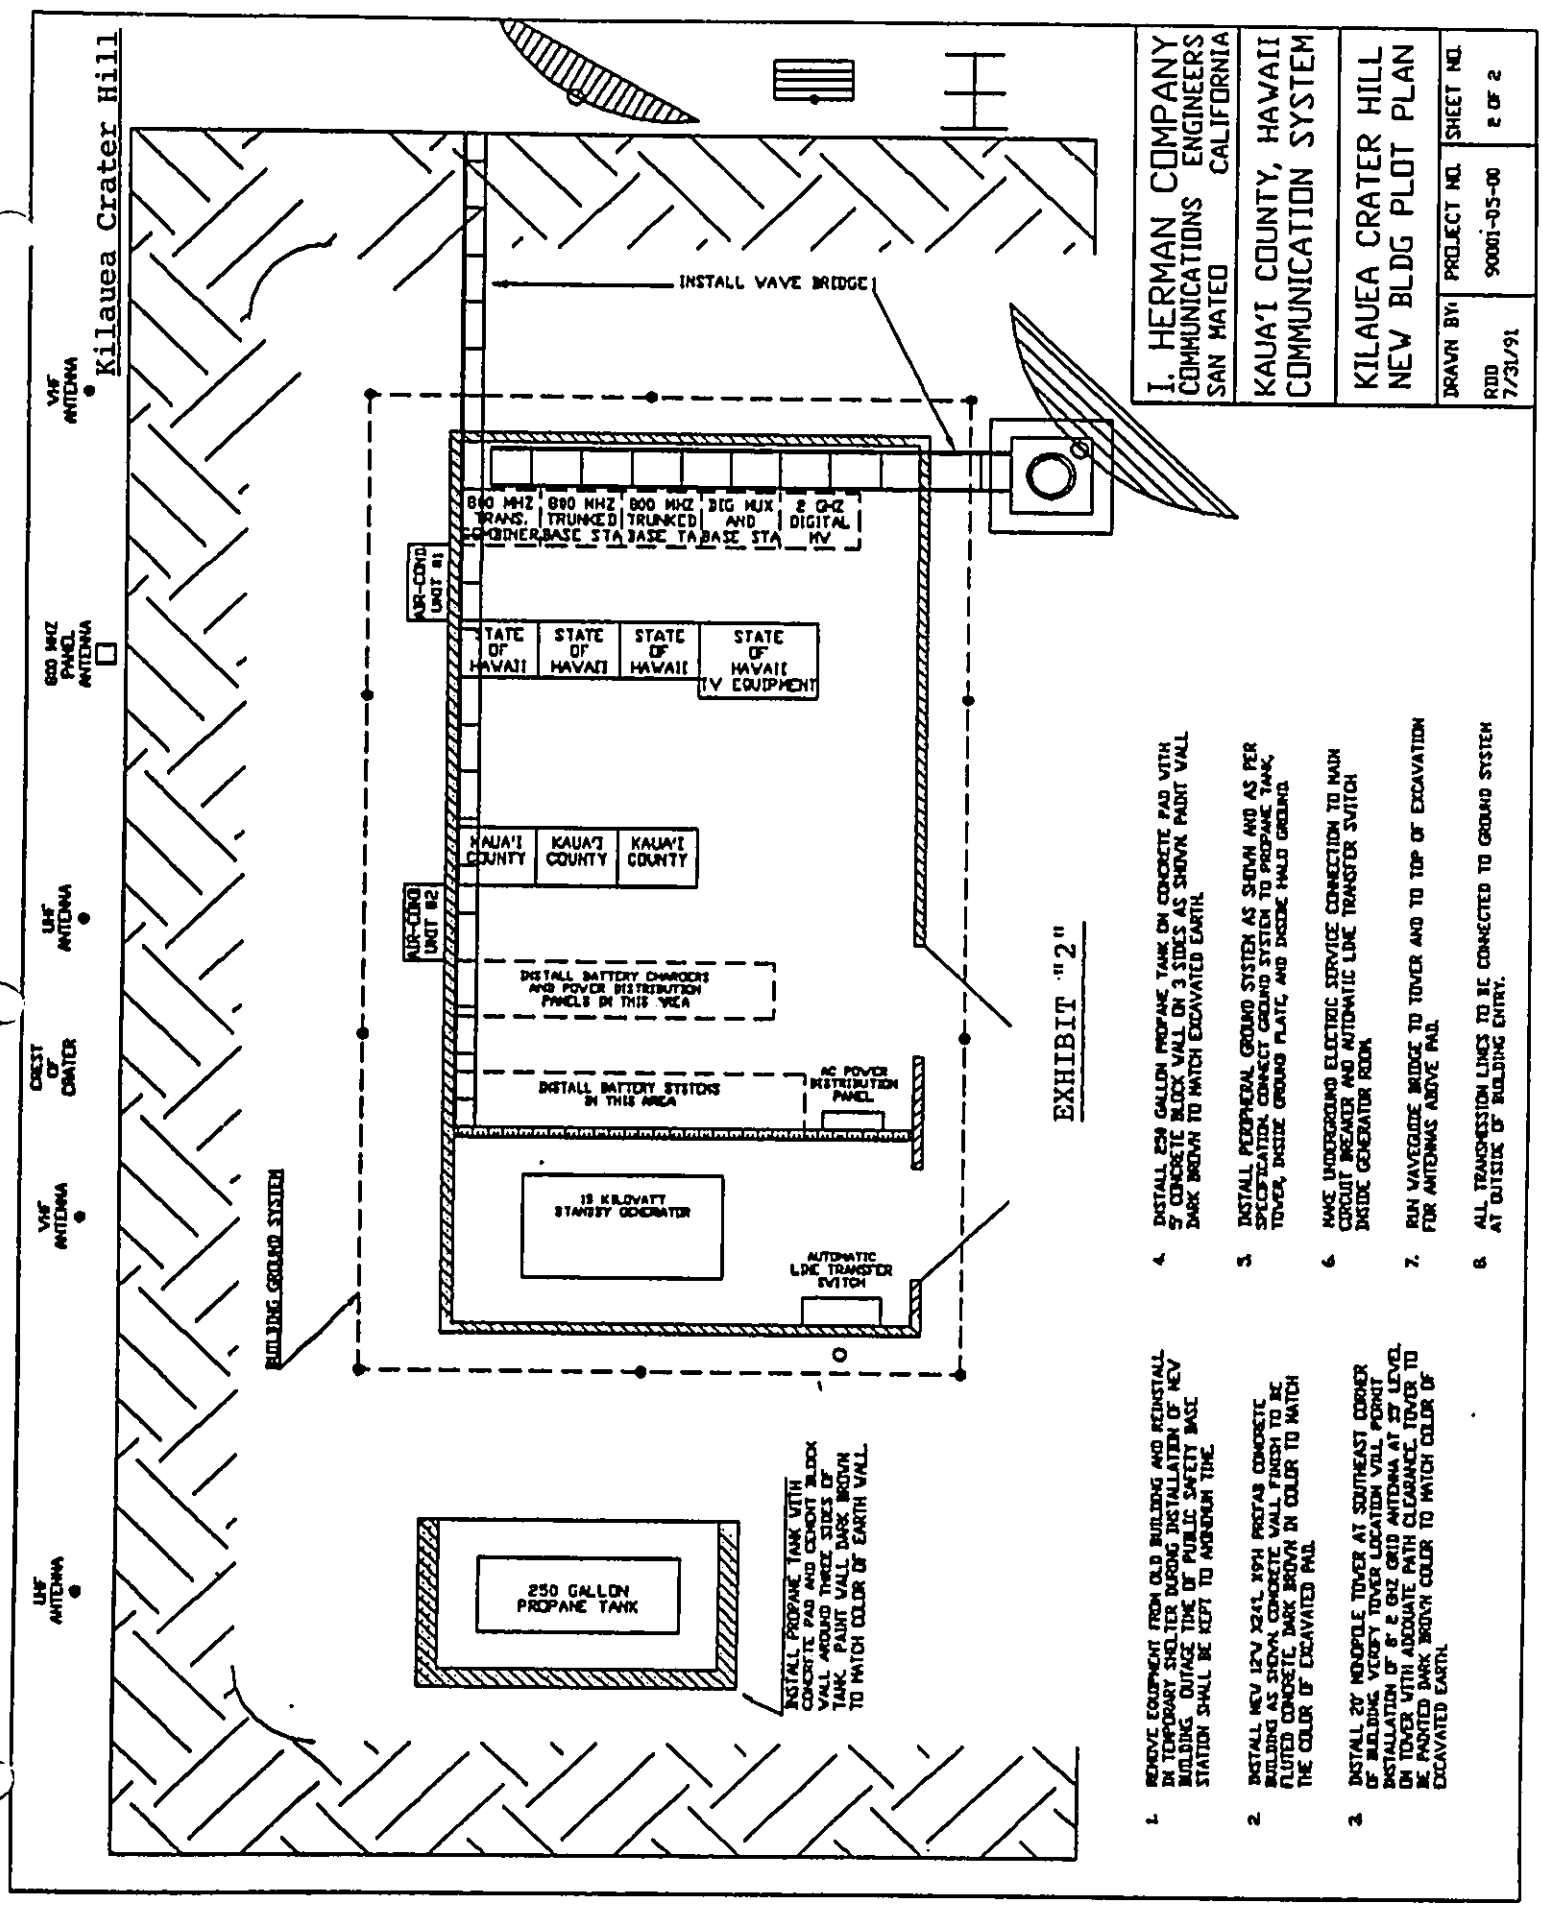 Kilauea Crater Hill
UHF
ANTENNA
VHF
ANTENNA
CREST
OF
CRATER
UHF
ANTENNA
800 MHZ
PANEL
ANTENNA
VHF
ANTENNA
BUILDING GROUND SYSTEM
INSTALL WAVE BRIDGE
AIR-COND
UNIT #2
AIR-COND
UNIT #1
250 GALLON
PROPANE TANK
INSTALL PROPANE TANK WITH
CONCRETE PAD AND CEMENT BLOCK
WALL AROUND THREE SIDES OF
TANK. PAINT WALL DARK BROWN
TO MATCH COLOR OF EARTH WALL.
15 KILOWATT
STANDBY GENERATOR
AUTOMATIC
LINE TRANSFER
SWITCH
AC POWER
DISTRIBUTION
PANEL
INSTALL BATTERY SYSTEMS
IN THIS AREA
INSTALL BATTERY CHARGERS
AND POWER DISTRIBUTION
PANELS IN THIS AREA
KAUA'I
COUNTY
KAUA'I
COUNTY
KAUA'I
COUNTY
TATE
OF
HAWAII
STATE
OF
HAWAII
STATE
OF
HAWAII
STATE
OF
HAWAII
TV EQUIPMENT
800 MHZ
TRANS.
COMBINER
800 MHZ
TRUNKED
BASE STA
800 MHZ
TRUNKED
BASE TA
DIG MUX
AND
BASE STA
2 GHZ
DIGITAL
MW
EXHIBIT "2"
1. REMOVE EQUIPMENT FROM OLD BUILDING AND REINSTALL
IN TEMPORARY SHELTER DURING INSTALLATION OF NEW
BUILDING. OUTAGE TIME OF PUBLIC SAFETY BASE
STATION SHALL BE KEPT TO MINIMUM TIME.
2. INSTALL NEW 12'W X24'L X9'H PREFAB CONCRETE
BUILDING AS SHOWN. CONCRETE WALL FINISH TO BE
FLUTED CONCRETE, DARK BROWN IN COLOR TO MATCH
THE COLOR OF EXCAVATED PAD.
3. INSTALL 20' MONOPOLE TOWER AT SOUTHEAST CORNER
OF BUILDING. VERIFY TOWER LOCATION WILL PERMIT
INSTALLATION OF 8' 2 GHZ GRID ANTENNA AT LEVEL
ON TOWER WITH ADEQUATE PATH CLEARANCE. TOWER TO
BE PAINTED DARK BROWN COLOR TO MATCH COLOR OF
EXCAVATED EARTH.
4. INSTALL 250 GALLON PROPANE TANK ON CONCRETE PAD WITH
5' CONCRETE BLOCK WALL ON 3 SIDES AS SHOWN. PAINT WALL
DARK BROWN TO MATCH EXCAVATED EARTH.
5. INSTALL PERIPHERAL GROUND SYSTEM AS SHOWN AND AS PER
SPECIFICATION. CONNECT GROUND SYSTEM TO PROPANE TANK,
TOWER, INSIDE GROUND PLATE, AND INSIDE HALO GROUND.
6. MAKE UNDERGROUND ELECTRIC SERVICE CONNECTION TO MAIN
CIRCUIT BREAKER AND AUTOMATIC LINE TRANSFER SWITCH
INSIDE GENERATOR ROOM.
7. RUN WAVEGUIDE BRIDGE TO TOWER AND TO TOP OF EXCAVATION
FOR ANTENNAS ABOVE PAD.
8. ALL TRANSMISSION LINES TO BE CONNECTED TO GROUND SYSTEM
AT OUTSIDE OF BUILDING ENTRY.
I. HERMAN COMPANY
COMMUNICATIONS ENGINEERS
SAN MATEO CALIFORNIA
KAUA'I COUNTY, HAWAII
COMMUNICATION SYSTEM
KILAUEA CRATER HILL
NEW BLDG PLOT PLAN
DRAWN BY: PROJECT NO. SHEET NO.
RDD 90001-05-00 2 OF 2
7/31/91